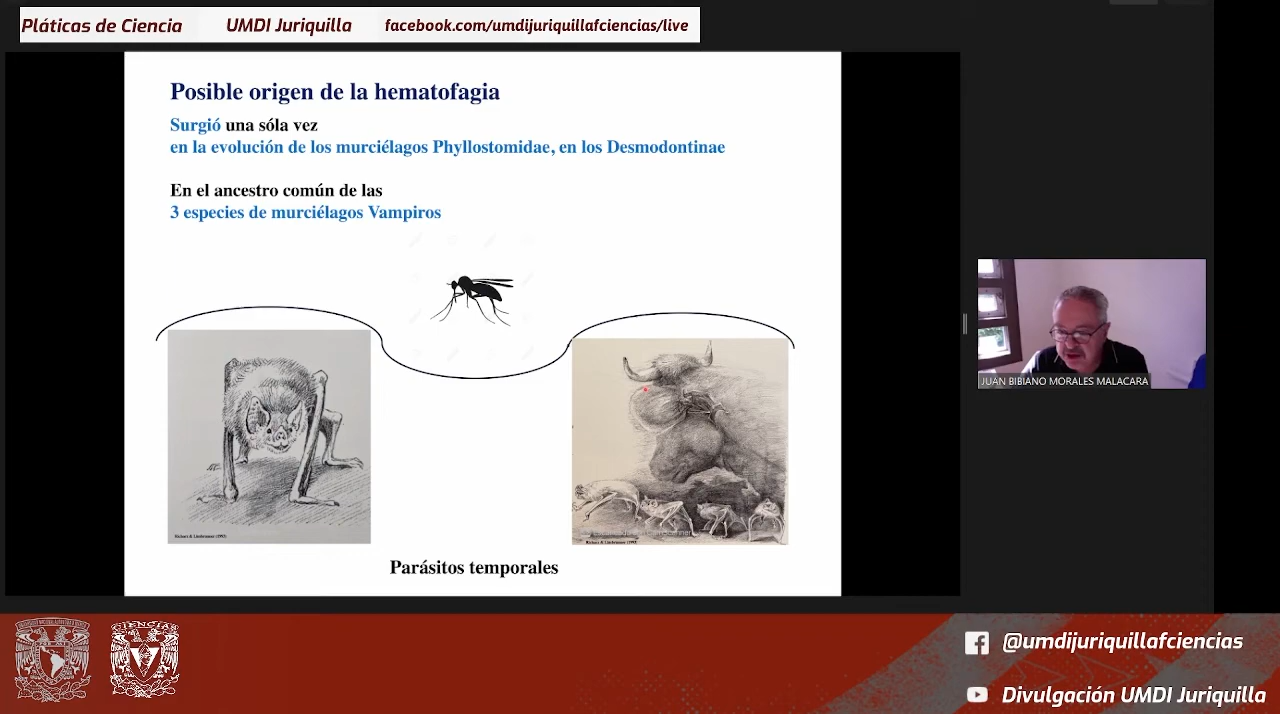 Pláticas de Ciencia
UMDI Juriquilla
facebook.com/umdijuriquillafciencias/live
Posible origen de la hematofagia
Surgió una sóla vez
en la evolución de los murciélagos Phyllostomidae, en los Desmodontinae
En el ancestro común de las
3 especies de murciélagos Vampiros
Parásitos temporales
JUAN BIBIANO MORALES MALACARA
CIENCIAS
@umdijuriquillafciencias
Divulgación UMDI Juriquilla